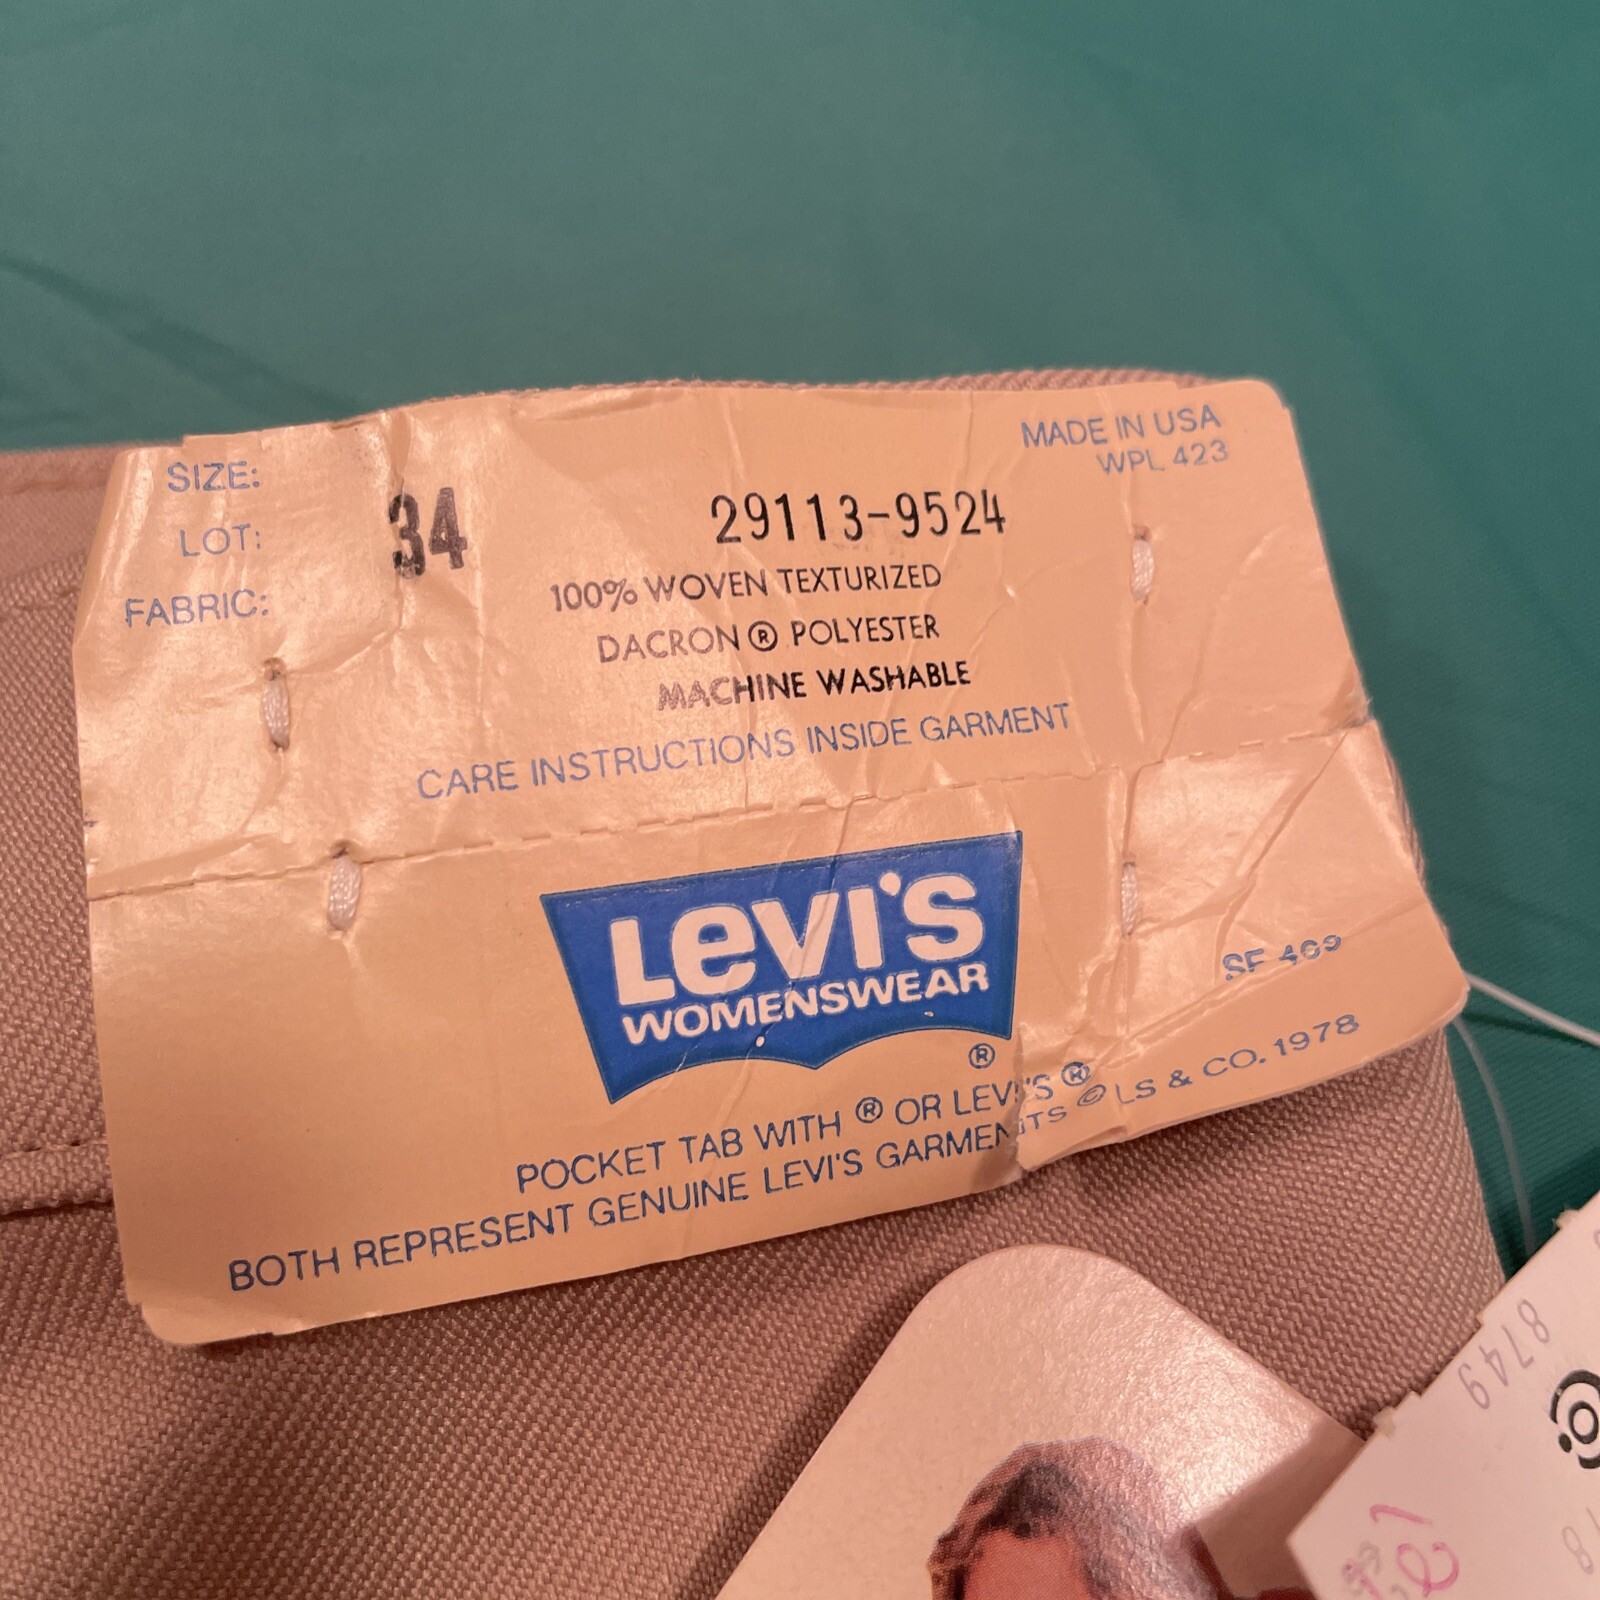 SIZE:
34
LOT:
29113-9524
MADE IN USA
WPL 423
FABRIC:
100% WOVEN TEXTURIZED
DACRON ® POLYESTER
MACHINE WASHABLE
CARE INSTRUCTIONS INSIDE GARMENT
LEVI'S
WOMENSWEAR
®
SF 469
POCKET TAB WITH ® OR LEVI'S ®
BOTH REPRESENT GENUINE LEVI'S GARMENTS © LS & CO. 1978
8749